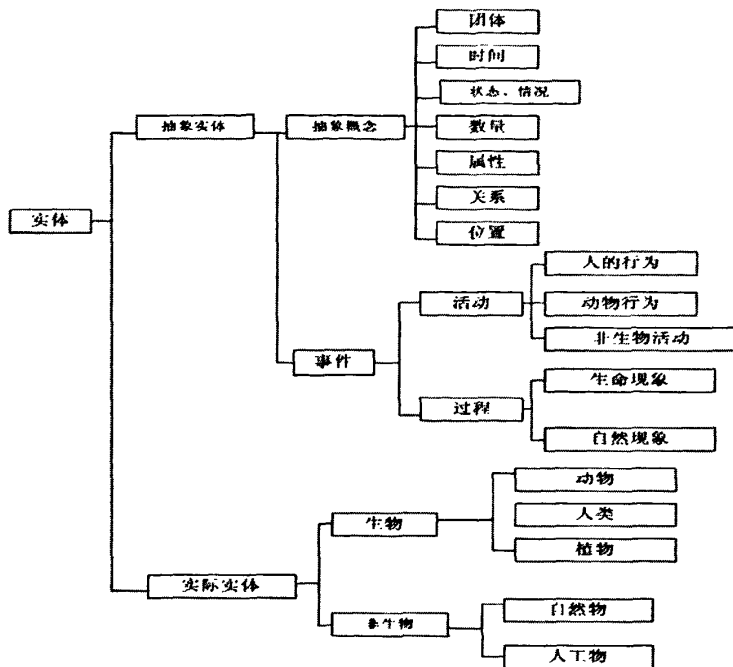 团体
时间
状态、情况
抽象实体
抽象概念
数量
属性
关系
实体
位置
人的行为
活动
动物行为
非生物活动
事件
生命现象
过程
自然现象
动物
生物
人类
植物
实际实体
自然物
非生物
人工物